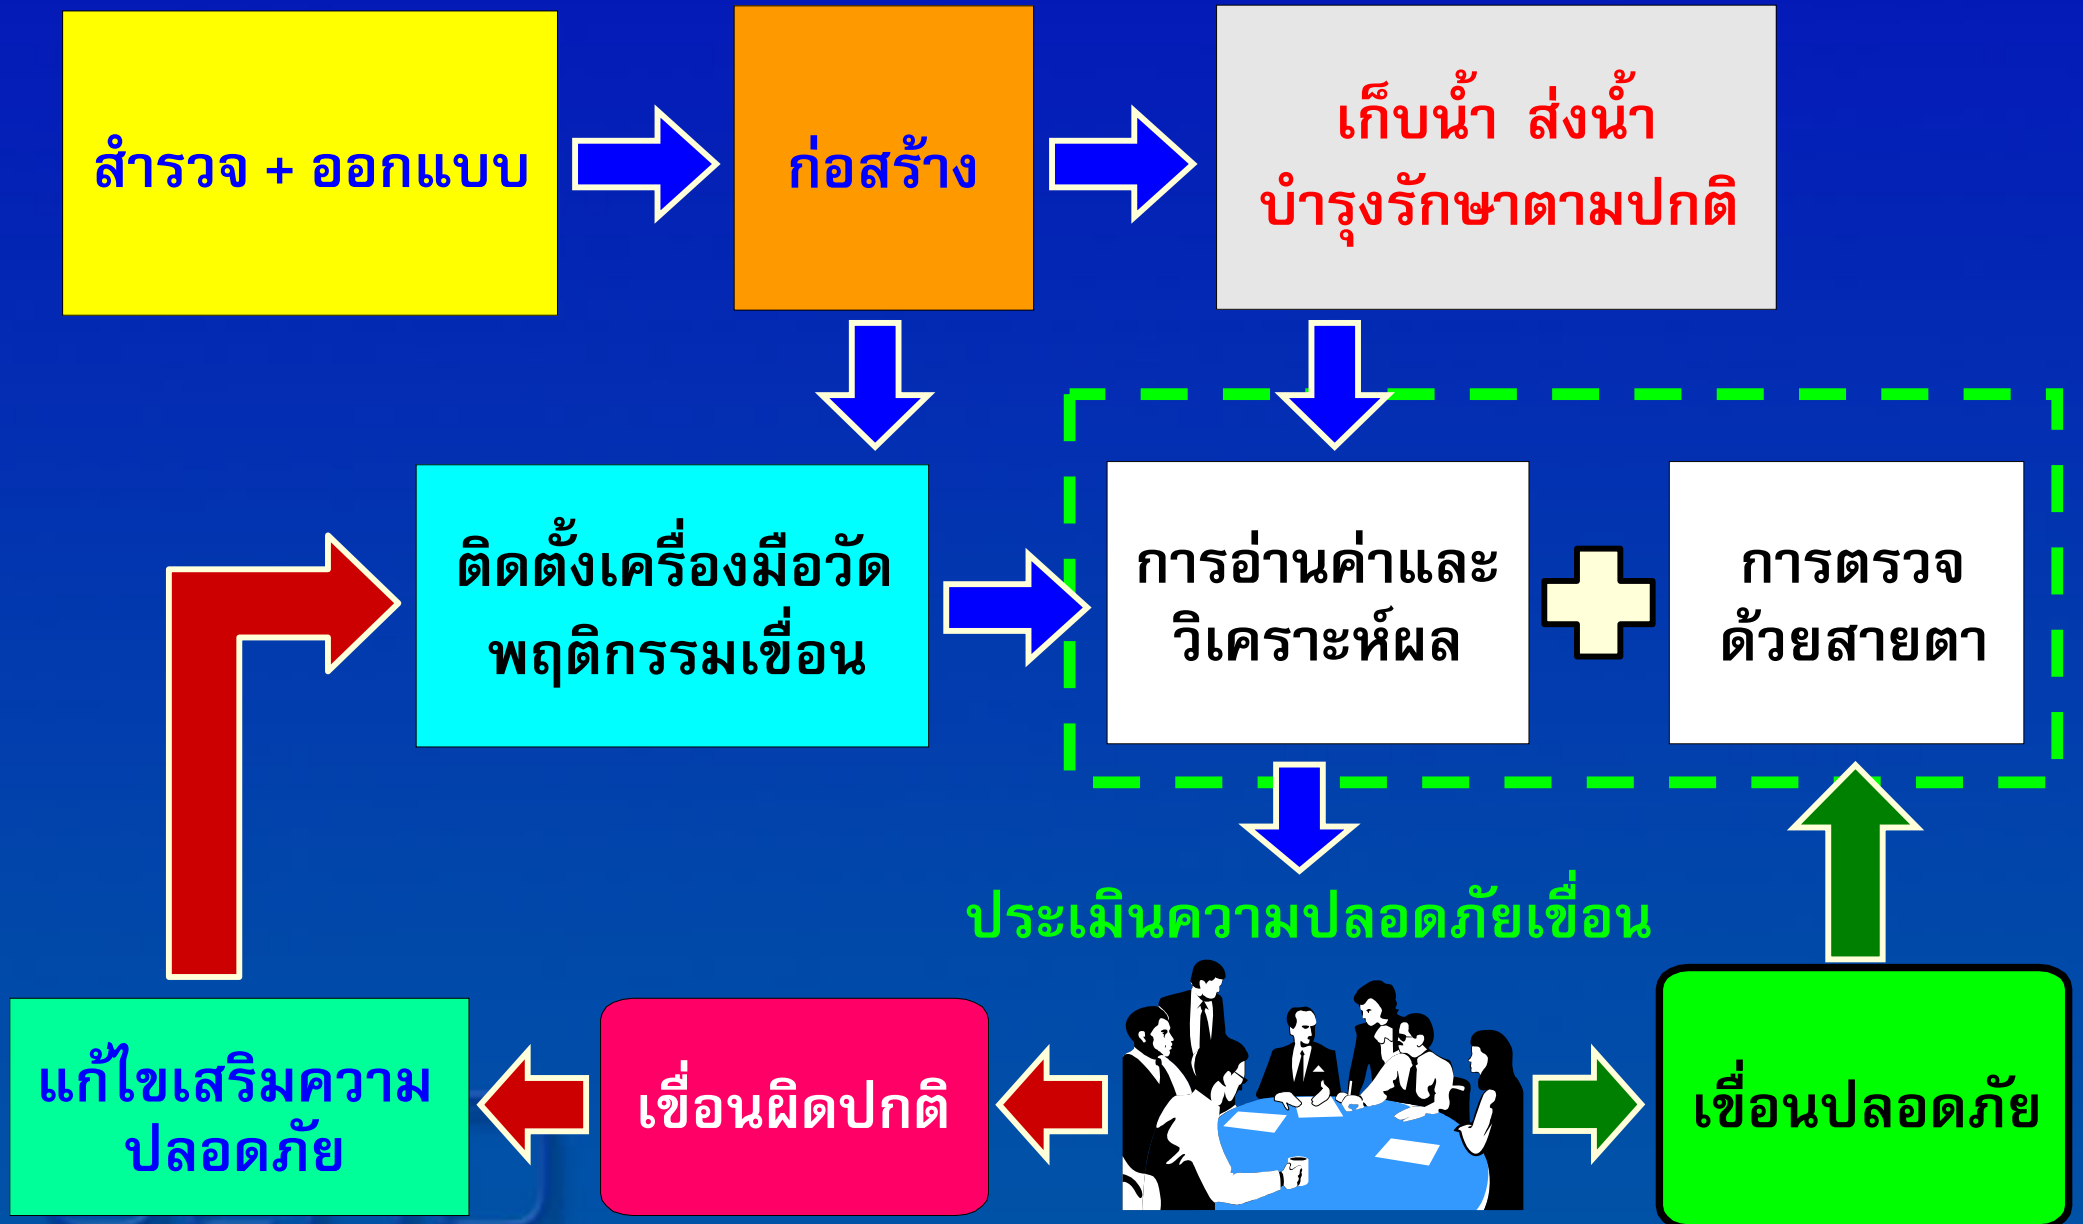 สำรวจ + ออกแบบ
ก่อสร้าง
เก็บน้ำ ส่งน้ำ
บำรุงรักษาตามปกติ
ติดตั้งเครื่องมือวัด
พฤติกรรมเขื่อน
การอ่านค่าและ
วิเคราะห์ผล
การตรวจ
ด้วยสายตา
ประเมินความปลอดภัยเขื่อน
แก้ไขเสริมความ
ปลอดภัย
เขื่อนผิดปกติ
เขื่อนปลอดภัย